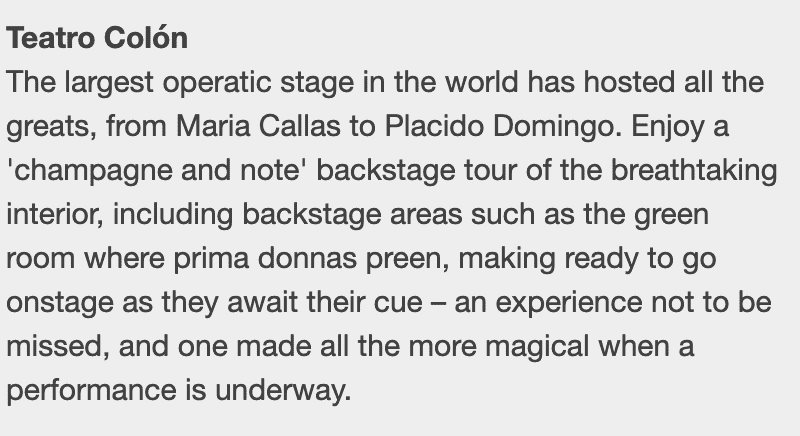 Teatro Colón
The largest operatic stage in the world has hosted all the
greats, from Maria Callas to Placido Domingo. Enjoy a
'champagne and note' backstage tour of the breathtaking
interior, including backstage areas such as the green
room where prima donnas preen, making ready to go
onstage as they await their cue – an experience not to be
missed, and one made all the more magical when a
performance is underway.